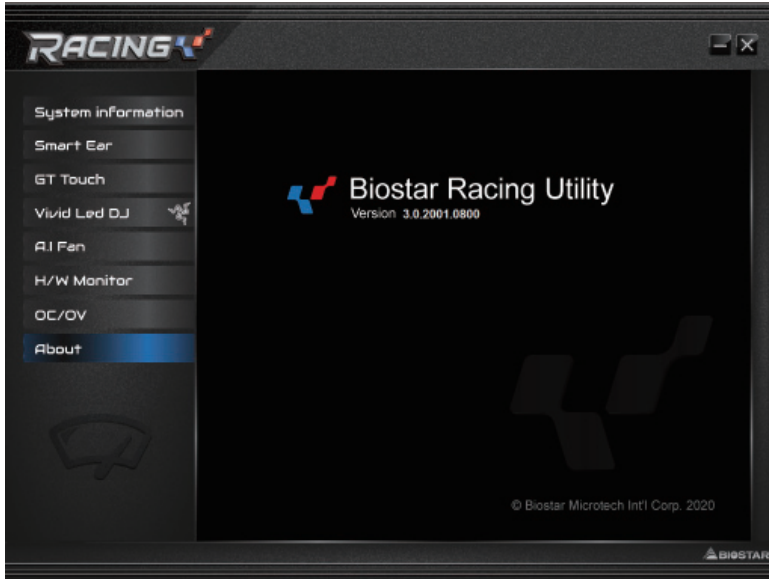 RACING
System information
Smart Ear
GT Touch
Vivid Led DJ
A.I Fan
H/W Monitor
OC/OV
About
Biostar Racing Utility
Version 3.0.2001.0800
© Biostar Microtech Int'l Corp. 2020
BIOSTAR